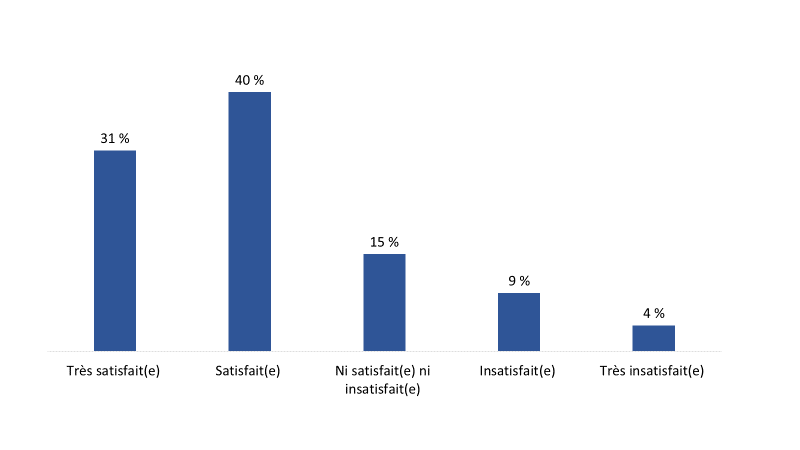 40 %
31 %
15 %
9 %
4 %
Très satisfait(e)
Satisfait(e)
Ni satisfait(e) ni
insatisfait(e)
Insatisfait(e)
Très insatisfait(e)